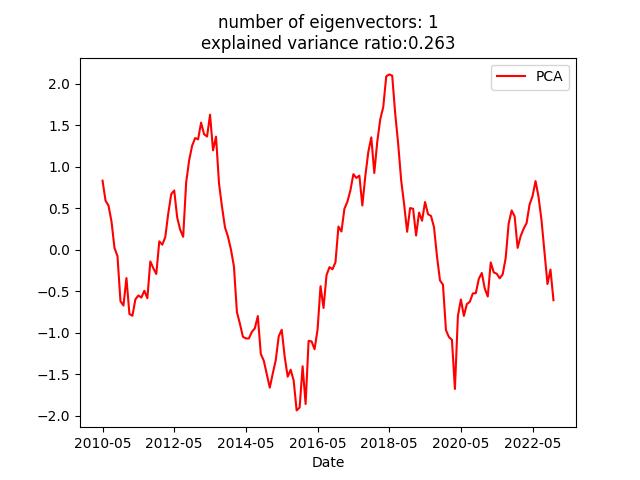 number of eigenvectors: 1
explained variance ratio:0.263
PCA
2.0
1.5
1.0
0.5
0.0
−0.5
−1.0
−1.5
−2.0
2010-05 2012-05 2014-05 2016-05 2018-05 2020-05 2022-05
Date